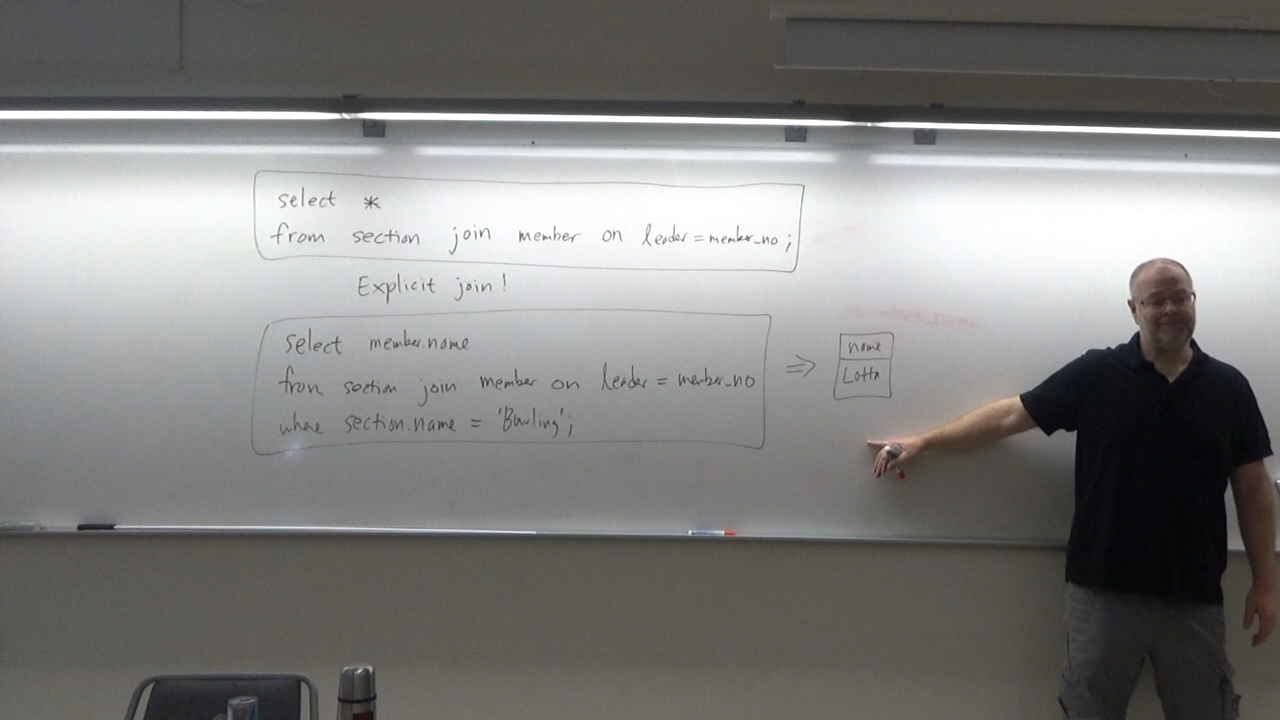 select *
from section join member on leader = member_no ;
Explicit join !
select member.name
from section join member on leader = member_no
where section.name = 'Bowling';
⇒
name
Lotta